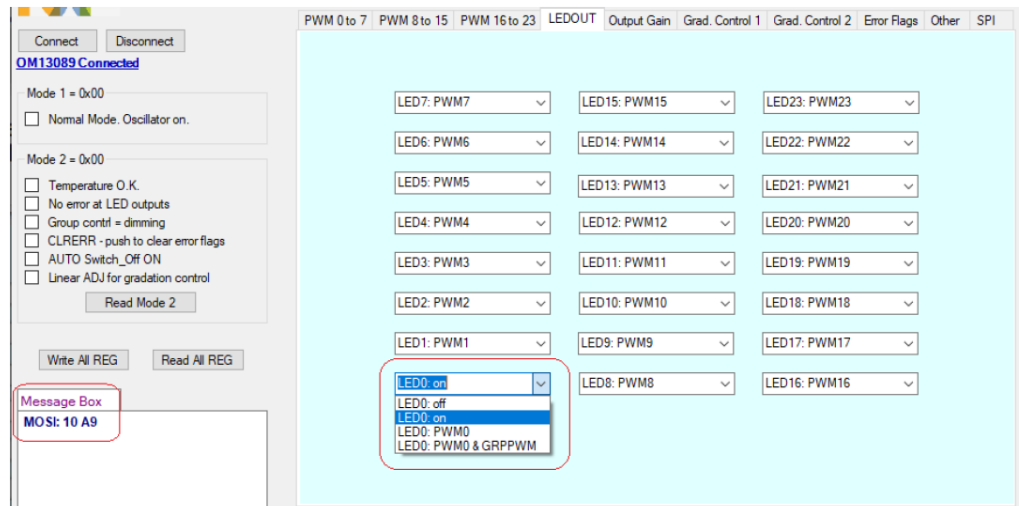 PWM 0 to 7 PWM 8 to 15 PWM 16 to 23 LEDOUT Output Gain Grad. Control 1 Grad. Control 2 Error Flags Other SPI
Connect Disconnect
OM13089 Connected
Mode 1 = 0x00
Normal Mode. Oscillator on.
Mode 2 = 0x00
Temperature O.K.
No error at LED outputs
Group contrl = dimming
CLRERR - push to clear error flags
AUTO Switch_Off ON
Linear ADJ for gradation control
Read Mode 2
Write All REG Read All REG
Message Box
MOSI: 10 A9
LED7: PWM7 LED15: PWM15 LED23: PWM23
LED6: PWM6 LED14: PWM14 LED22: PWM22
LED5: PWM5 LED13: PWM13 LED21: PWM21
LED4: PWM4 LED12: PWM12 LED20: PWM20
LED3: PWM3 LED11: PWM11 LED19: PWM19
LED2: PWM2 LED10: PWM10 LED18: PWM18
LED1: PWM1 LED9: PWM9 LED17: PWM17
LED0: on LED8: PWM8 LED16: PWM16
LED0: off
LED0: on
LED0: PWM0
LED0: PWM0 & GRPPWM